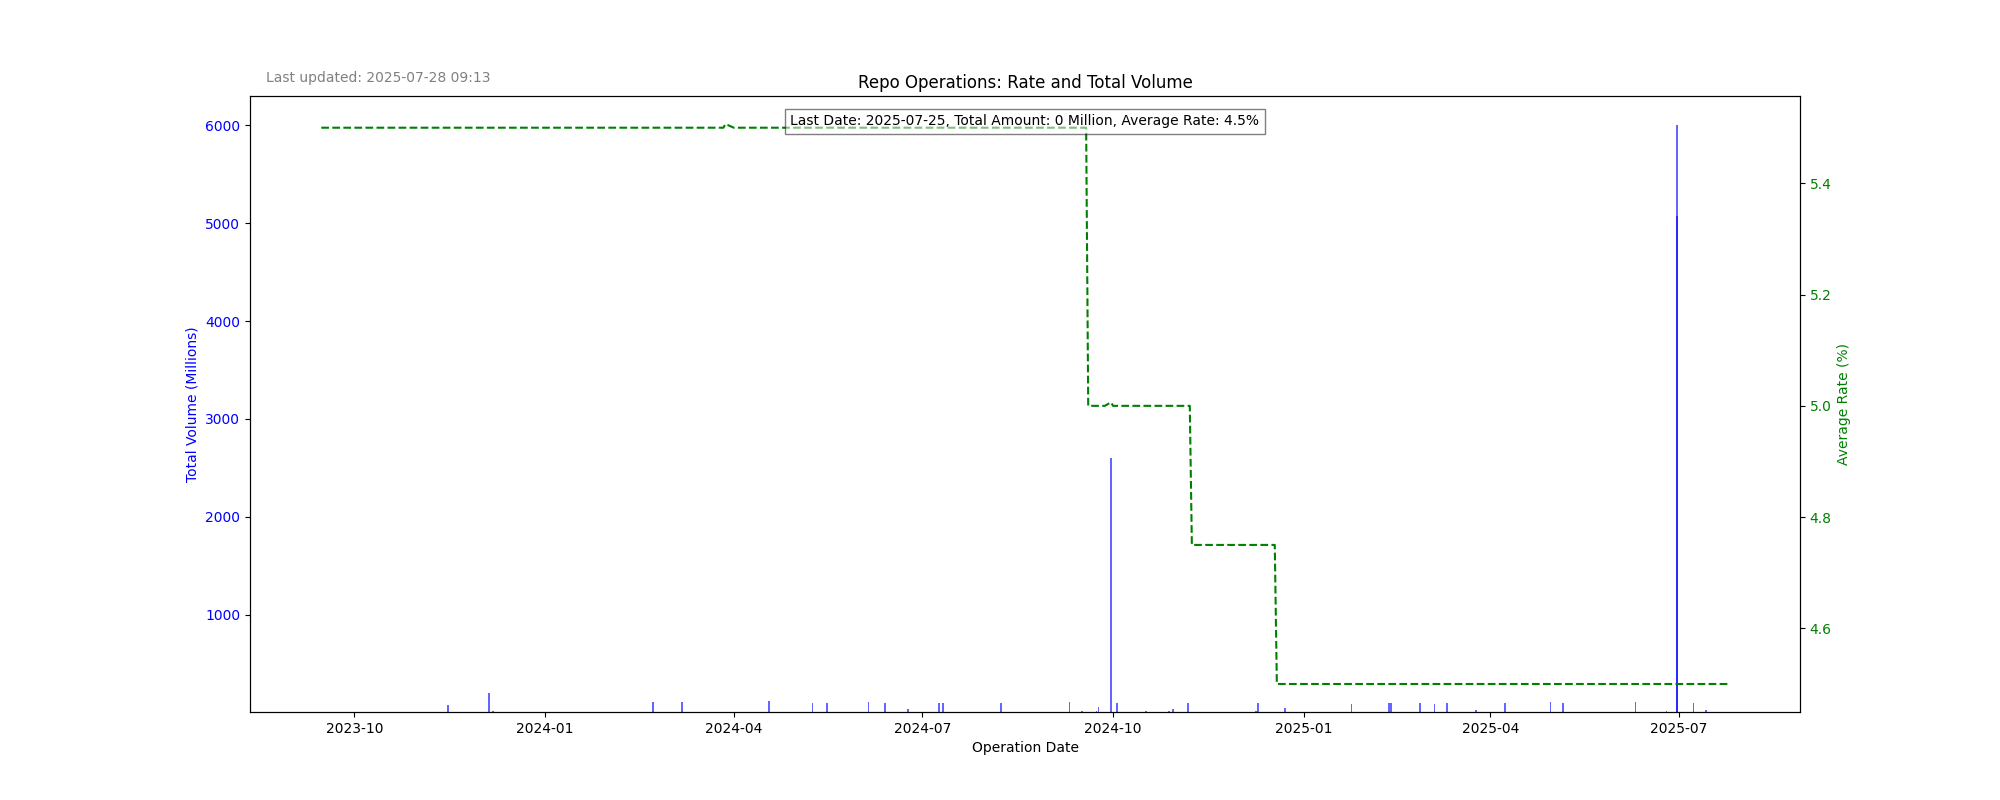 Last updated: 2025-07-28 09:13
Repo Operations: Rate and Total Volume
Last Date: 2025-07-25, Total Amount: 0 Million, Average Rate: 4.5%
6000
5000
4000
3000
2000
1000
Total Volume (Millions)
5.4
5.2
5.0
4.8
4.6
Average Rate (%)
2023-10 2024-01 2024-04 2024-07 2024-10 2025-01 2025-04 2025-07
Operation Date